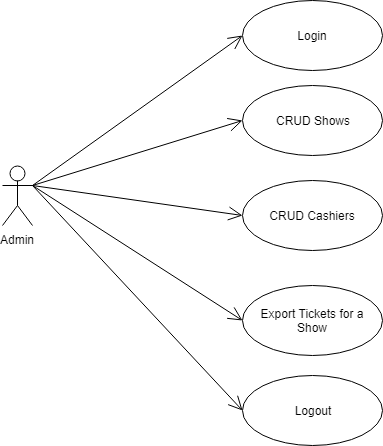 Login
CRUD Shows
Admin
CRUD Cashiers
Export Tickets for a
Show
Logout